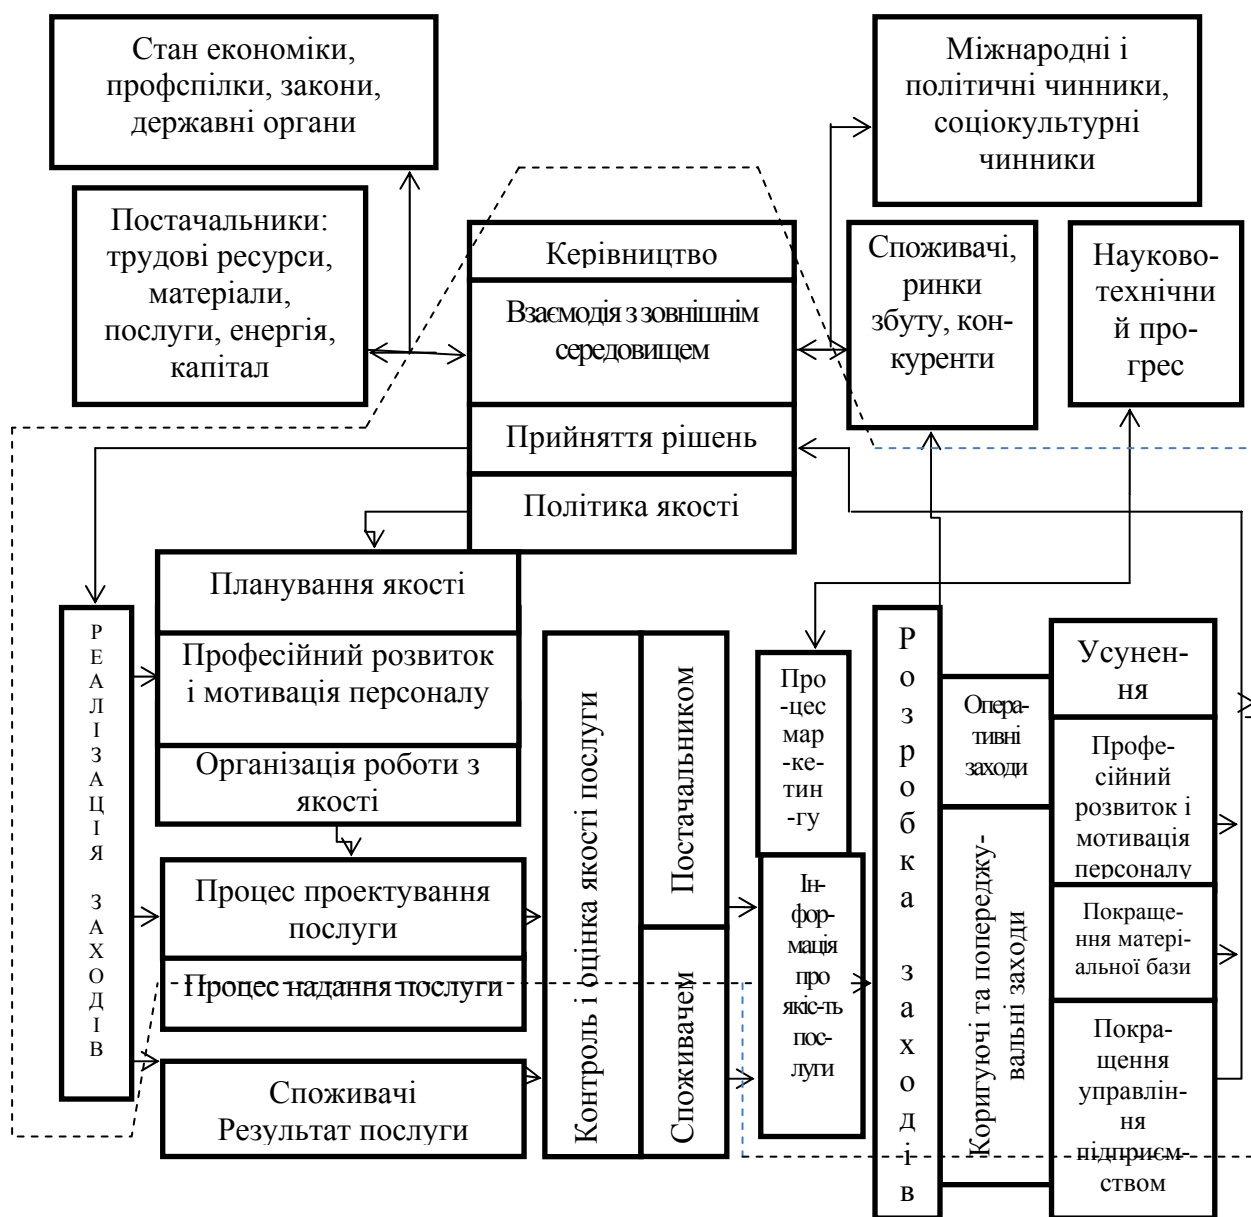 Стан економіки,
профспілки, закони,
державні органи
Міжнародні і
політичні чинники,
соціокультурні
чинники
Постачальники:
трудові ресурси,
матеріали,
послуги, енергія,
капітал
Керівництво
Взаємодія з зовнішнім
середовищем
Прийняття рішень
Політика якості
Споживачі,
ринки
збуту, кон-
куренти
Науково-
технічни
й про-
грес
Планування якості
Професійний розвиток
і мотивація персоналу
Організація роботи з
якості
Процес проектування
послуги
Процес надання послуги
Споживачі
Результат послуги
РЕАЛІЗАЦІЯ ЗАХОДІВ
Контроль і оцінка якості послуги
Постачальником
Споживачем
Про
-цес
мар
-ке-
тин
-гу
Ін-
фор-
мація
про
якіс-ть
пос-
луги
Розробка заходів
Опера-
тивні
заходи
Коригуючі та попереджу-
вальні заходи
Усунен-
ня
Профе-
сійний
розвиток і
мотивація
персоналу
Покраще-
ння матері-
альної бази
Покра-
щення
управлін-
ня
підприєм-
ством